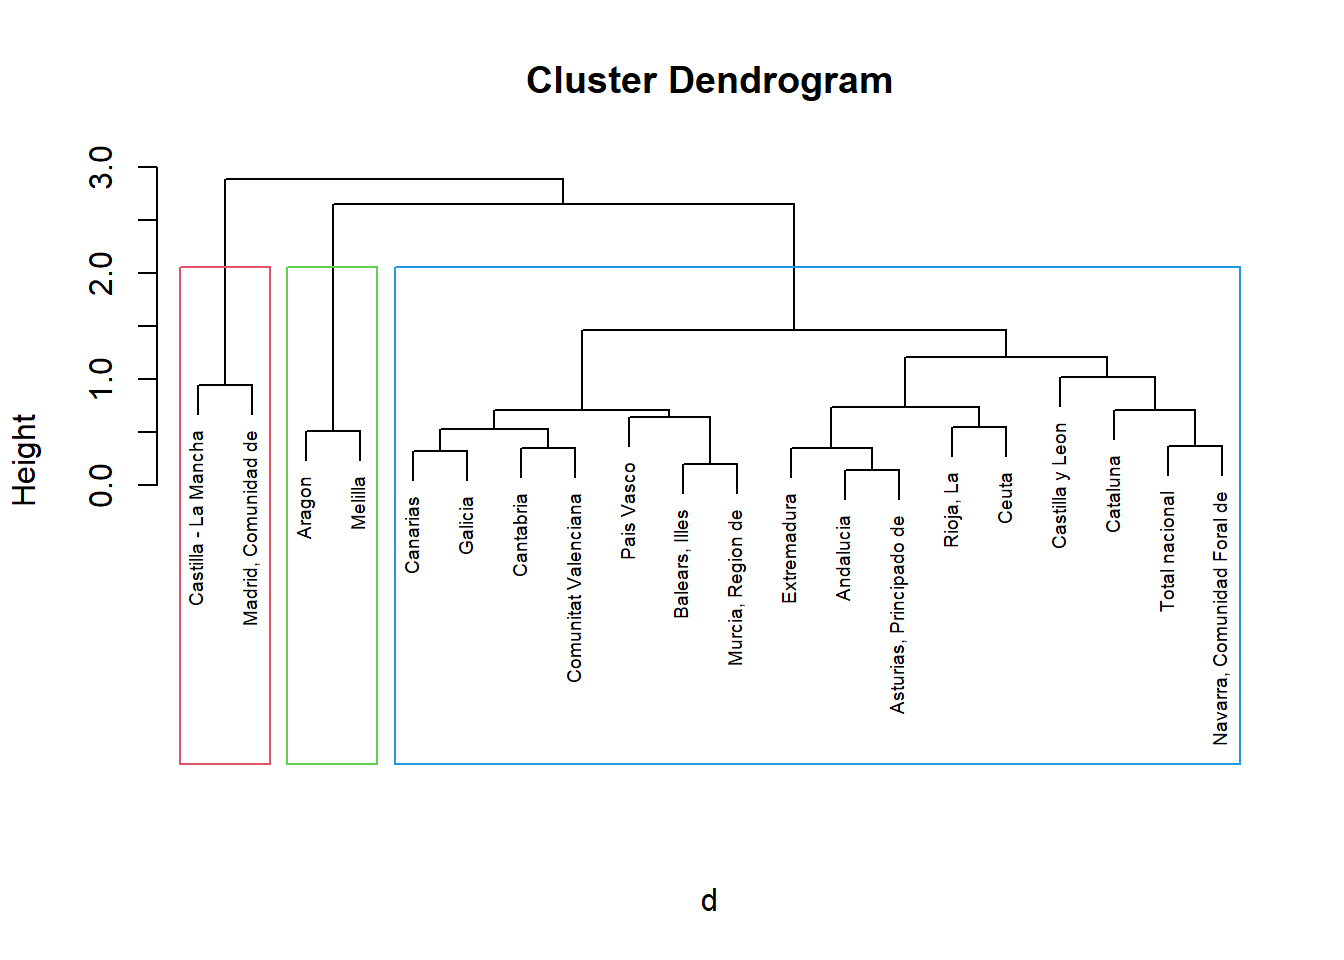 Cluster Dendrogram
Height
3.0
2.0
1.0
0.0
Castilla - La Mancha
Madrid, Comunidad de
Aragon
Melilla
Canarias
Galicia
Cantabria
Comunitat Valenciana
Pais Vasco
Balears, Illes
Murcia, Region de
Extremadura
Andalucia
Asturias, Principado de
Rioja, La
Ceuta
Castilla y Leon
Cataluna
Total nacional
Navarra, Comunidad Foral de
d